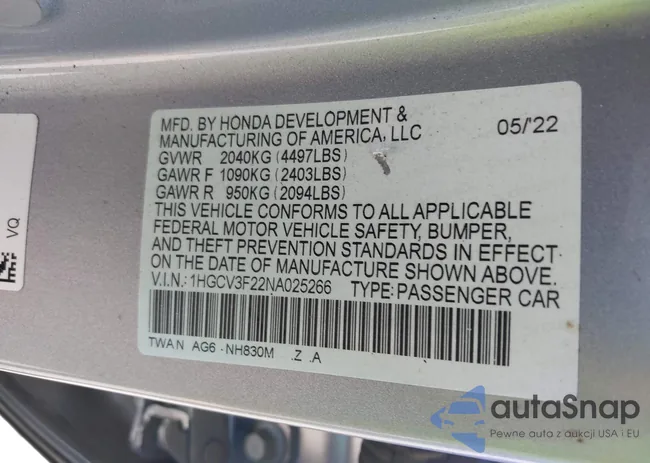 MFD. BY HONDA DEVELOPMENT &
MANUFACTURING OF AMERICA, LLC
05/'22
GVWR 2040KG (4497LBS)
GAWR F 1090KG (2403LBS)
GAWR R 950KG (2094LBS)
THIS VEHICLE CONFORMS TO ALL APPLICABLE
FEDERAL MOTOR VEHICLE SAFETY, BUMPER,
AND THEFT PREVENTION STANDARDS IN EFFECT
ON THE DATE OF MANUFACTURE SHOWN ABOVE.
V.I.N.: 1HGCV3F22NA025266 TYPE: PASSENGER CAR
TWAN AG6 - NH830M .Z .A
VQ
autaSnap
Pewne auta z aukcji USA i EU